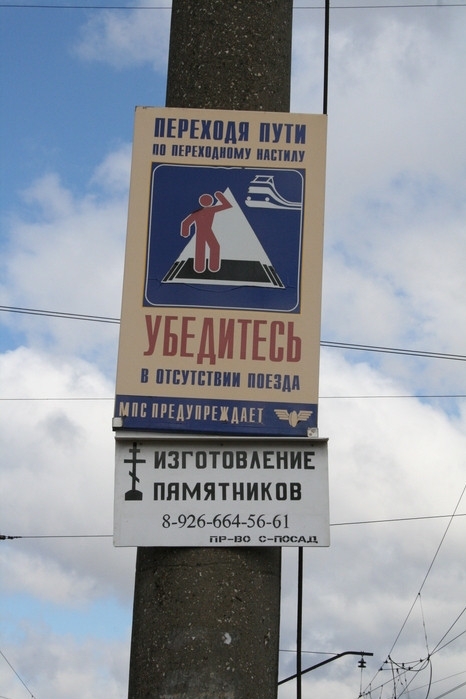 ПЕРЕХОДЯ ПУТИ
ПО ПЕРЕХОДНОМУ НАСТИЛУ
УБЕДИТЕСЬ
В ОТСУТСТВИИ ПОЕЗДА
МПС ПРЕДУПРЕЖДАЕТ
ИЗГОТОВЛЕНИЕ
ПАМЯТНИКОВ
8-926-664-56-61
ПР-ВО С-ПОСАД